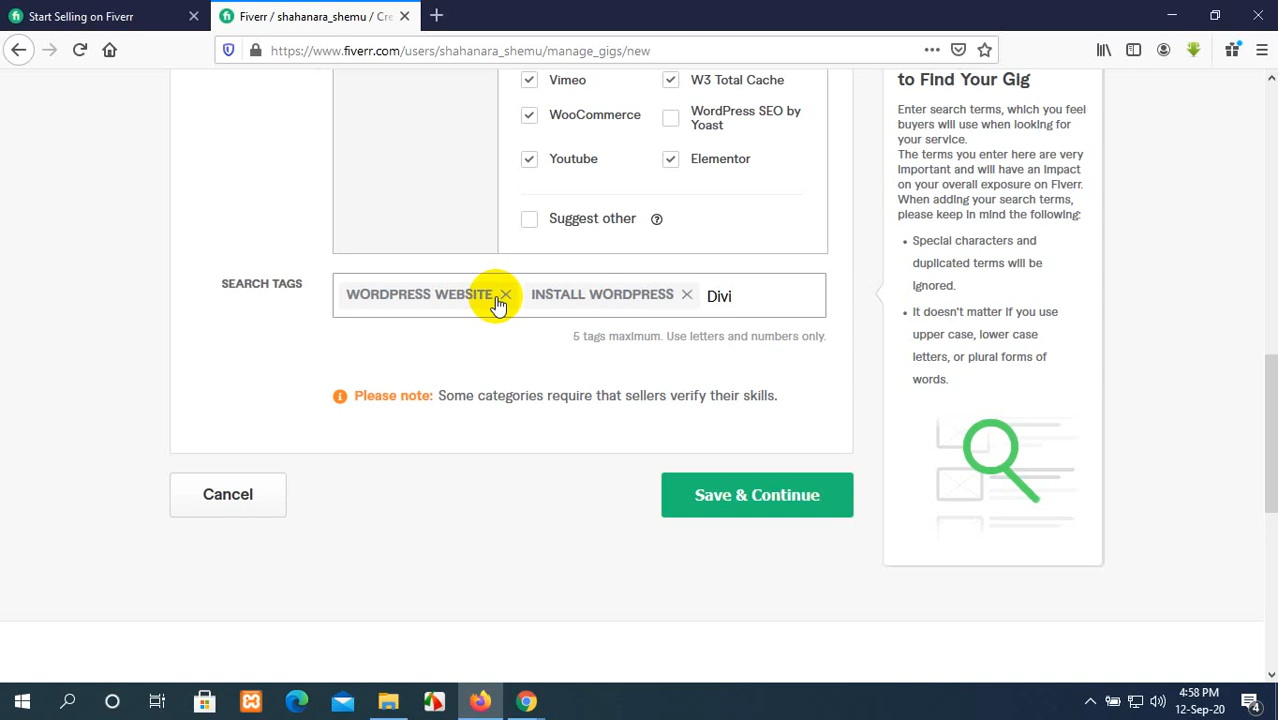 Start Selling on Fiverr
Fiverr / shahanara_shemu / Cre
https://www.fiverr.com/users/shahanara_shemu/manage_gigs/new
Vimeo
W3 Total Cache
WooCommerce
WordPress SEO by
Yoast
Youtube
Elementor
Suggest other
SEARCH TAGS
WORDPRESS WEBSITE
INSTALL WORDPRESS
Divi
5 tags maximum. Use letters and numbers only.
Please note: Some categories require that sellers verify their skills.
Cancel
Save & Continue
to Find Your Gig
Enter search terms, which you feel
buyers will use when looking for
your service.
The terms you enter here are very
important and will have an impact
on your overall exposure on Fiverr.
When adding your search terms,
please keep in mind the following:
• Special characters and
duplicated terms will be
ignored.
• It doesn't matter if you use
upper case, lower case
letters, or plural forms of
words.
4:58 PM
12-Sep-20
4